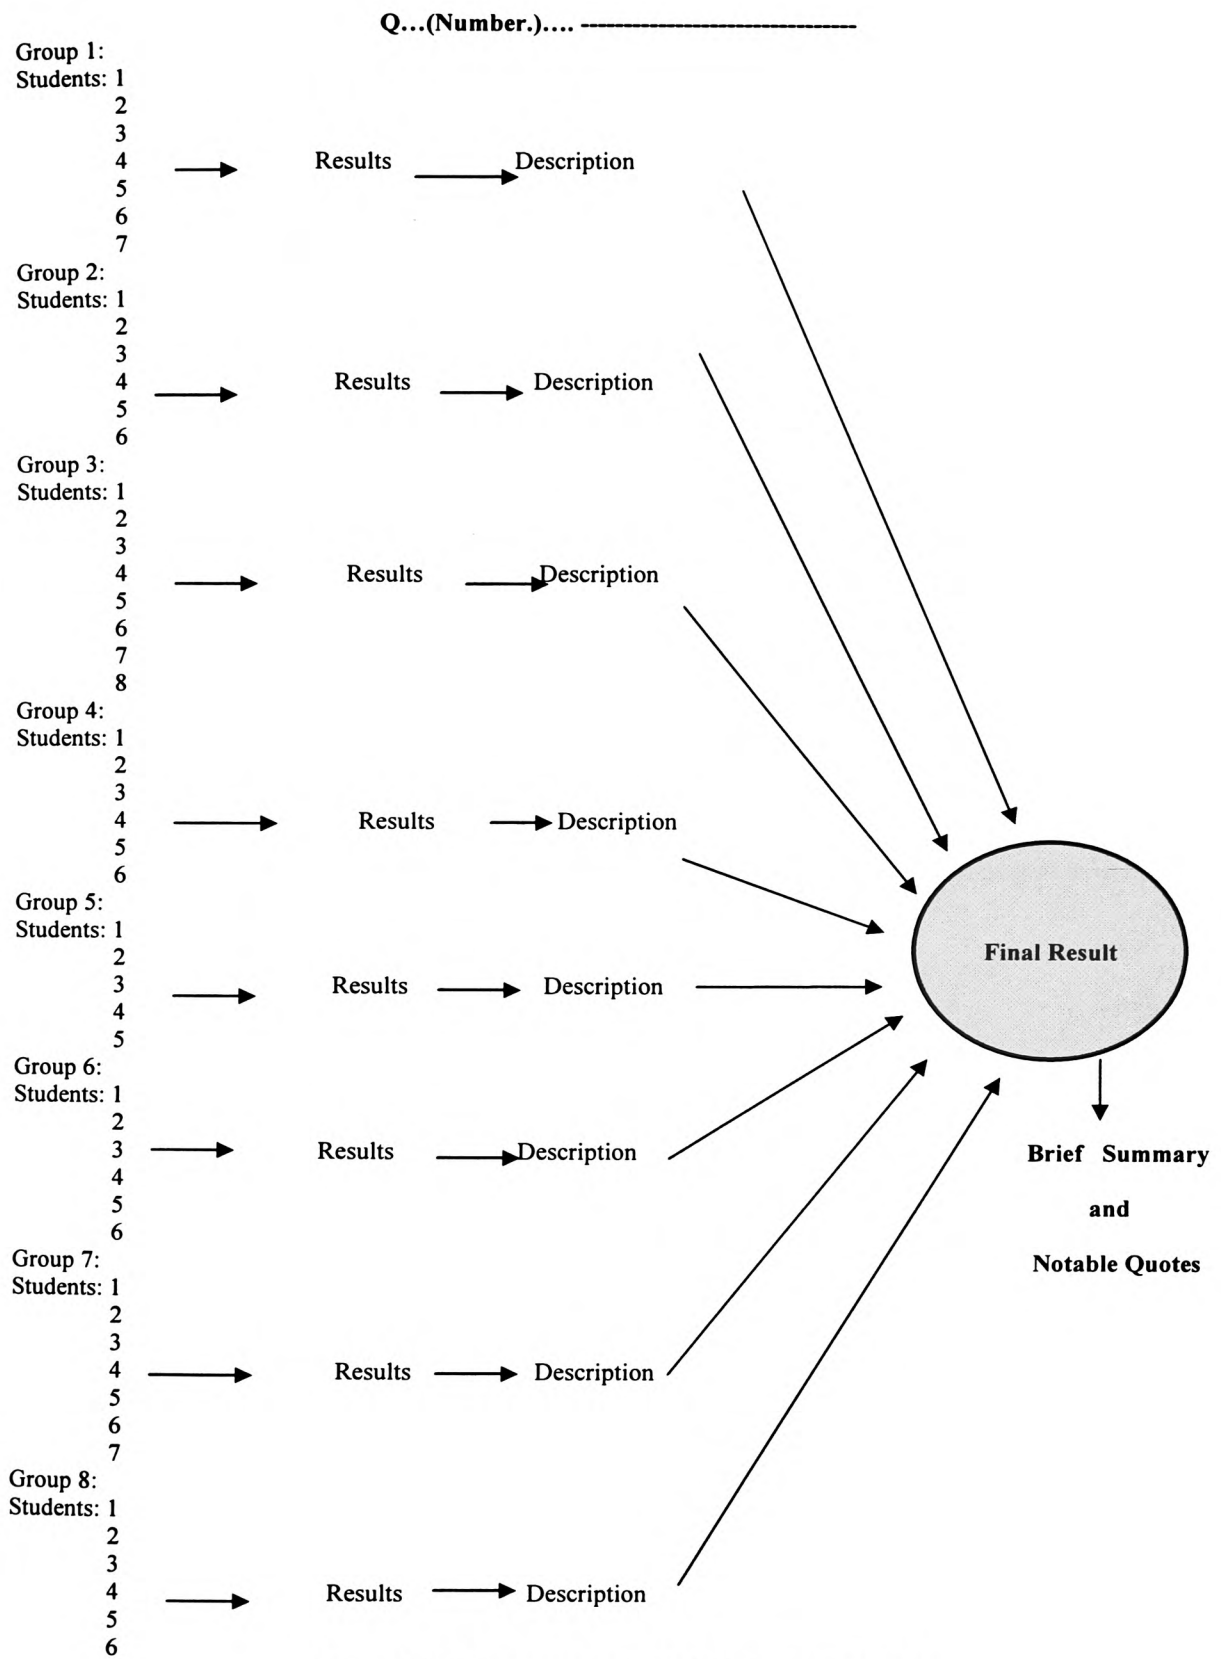 Q...(Number.).... ------------------------------
Group 1:
Students: 1
2
3
4
5
6
7
Results
Description
Group 2:
Students: 1
2
3
4
5
6
Results
Description
Group 3:
Students: 1
2
3
4
5
6
7
8
Results
Description
Group 4:
Students: 1
2
3
4
5
6
Results
Description
Group 5:
Students: 1
2
3
4
5
Results
Description
Group 6:
Students: 1
2
3
4
5
6
Results
Description
Group 7:
Students: 1
2
3
4
5
6
7
Results
Description
Group 8:
Students: 1
2
3
4
5
6
Results
Description
Final Result
Brief Summary
and
Notable Quotes